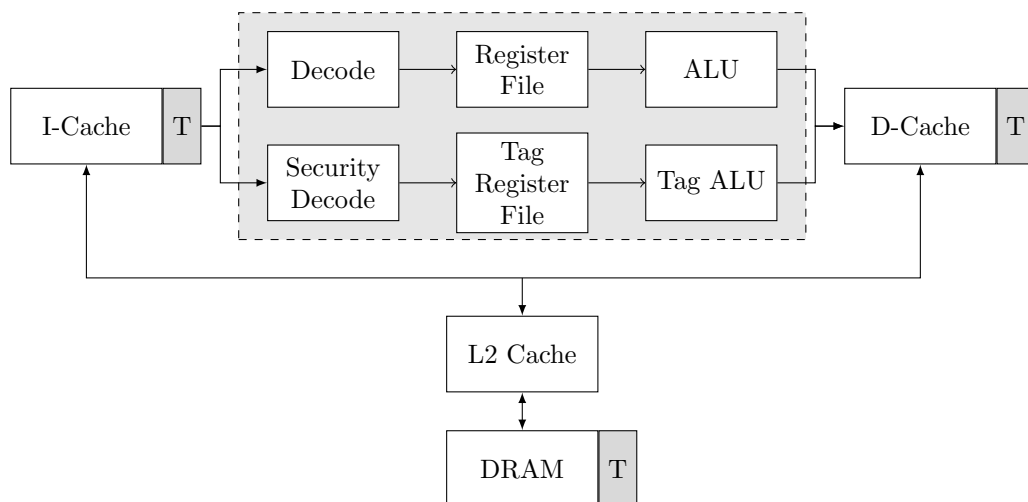 Decode
Register
File
ALU
I-Cache
T
D-Cache
T
Security
Decode
Tag
Register
File
Tag ALU
L2 Cache
DRAM
T